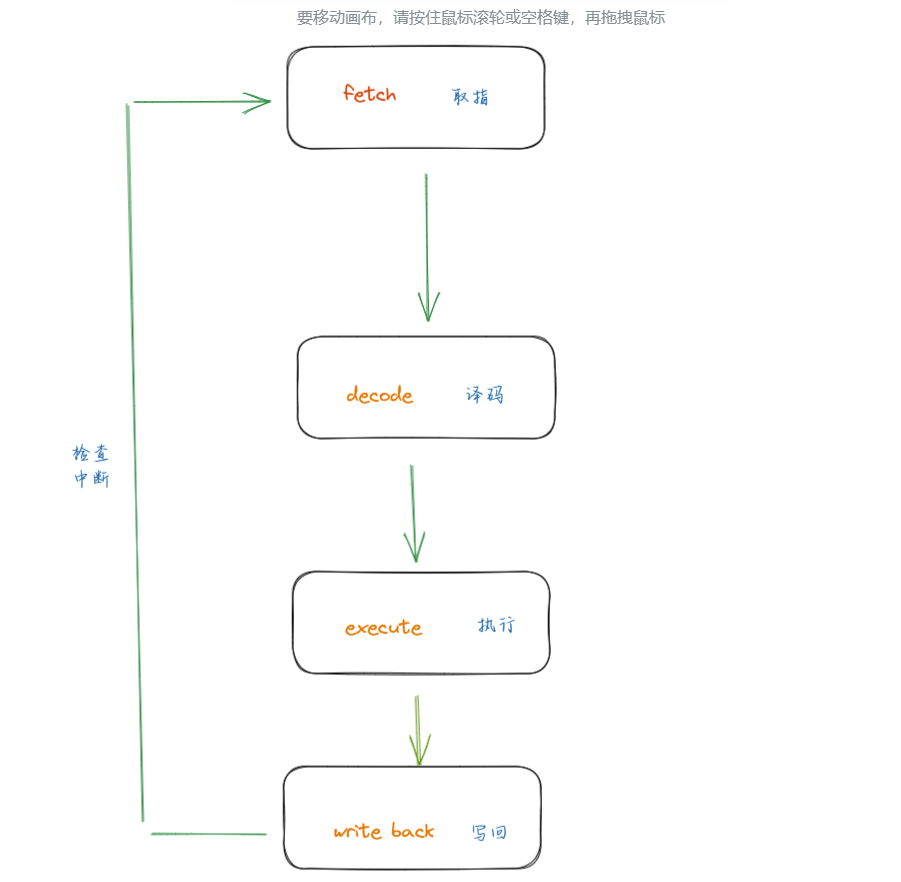 要移动画布，请按住鼠标滚轮或空格键，再拖拽鼠标
fetch 取指
decode 译码
检查
中断
execute 执行
write back 写回